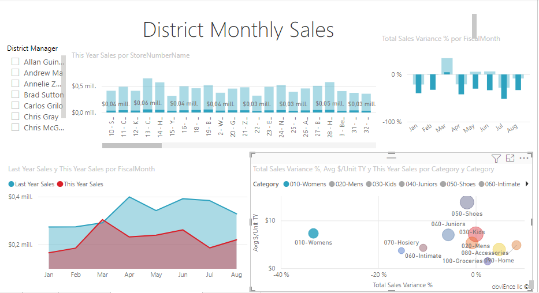 District Monthly Sales
District Manager
Allan Guin...
Andrew Ma
Annelie Z...
Brad Sutton
Carlos Grilo
Chris Gray
Chris McG...
This Year Sales por StoreNumberName
$0,5 mill.
$0,0 mill.
$0.04 mill.
$0.06 mill.
$0.04 mill.
$0.04 mill.
$0.03 mill.
$0.03 mill.
Total Sales Variance % por FiscalMonth
0 %
-100 %
Jan Feb Mar Apr May Jun Jul Aug
Last Year Sales y This Year Sales por FiscalMonth
Last Year Sales This Year Sales
$0,4 mill.
$0,2 mill.
Jan Feb Mar Apr May Jun Jul Aug
Total Sales Variance %, Avg $/Unit TY y This Year Sales por Category y Category
Category 010-Womens 020-Mens 030-Kids 040-Juniors 050-Shoes 060-Intimate
Avg $/Unit TY
$10
$0
050-Shoes
040-Juniors
010-Womens
030-Kids
070-Hosiery
020-Mens
060-Intimate
080-Accessories
100-Groceries
-Home
-40 %
-20 %
0 %
Total Sales Variance %